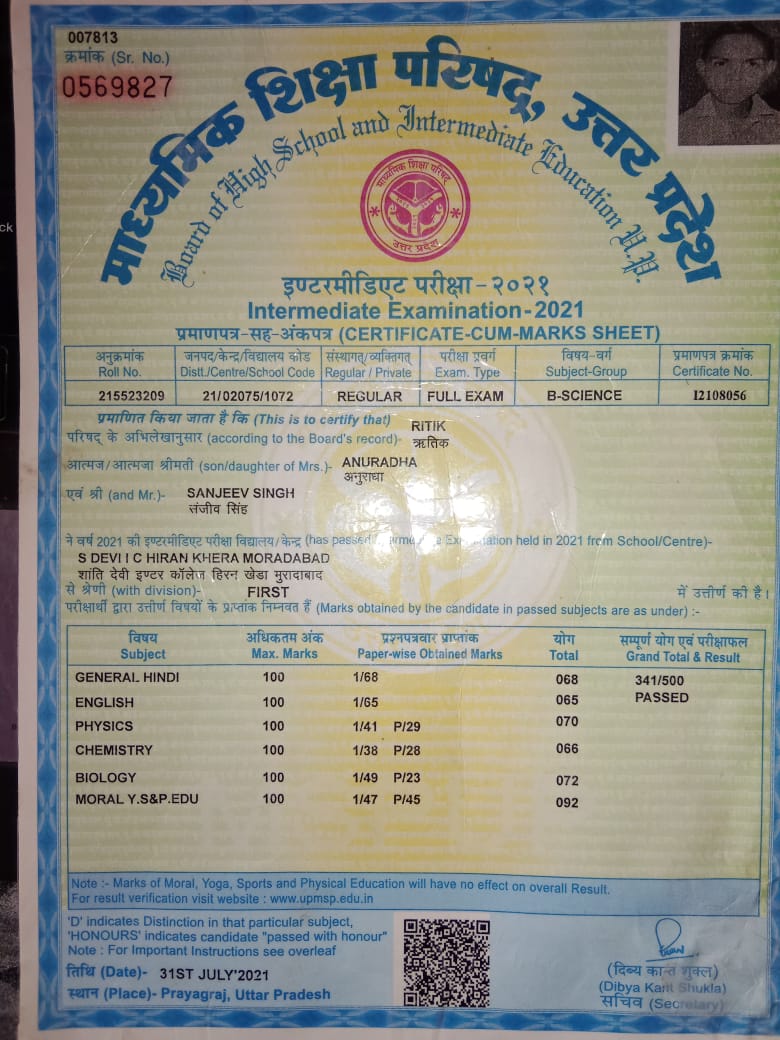 007813
क्रमांक (Sr. No.)
0569827
माध्यमिक शिक्षा परिषद्, उत्तर प्रदेश
Board of High School and Intermediate Education U.P.
माध्यमिक शिक्षा परिषद्
उत्तर प्रदेश
इण्टरमीडिएट परीक्षा-२०२१
Intermediate Examination-2021
प्रमाणपत्र-सह-अंकपत्र (CERTIFICATE-CUM-MARKS SHEET)
अनुक्रमांक जनपद/केन्द्र/विद्यालय कोड संस्थागत्/व्यक्तिगत् परीक्षा प्रवर्ग विषय-वर्ग प्रमाणपत्र क्रमांक
Roll No. Distt./Centre/School Code Regular / Private Exam. Type Subject-Group Certificate No.
215523209 21/02075/1072 REGULAR FULL EXAM B-SCIENCE I2108056
प्रमाणित किया जाता है कि (This is to certify that) RITIK
परिषद् के अभिलेखानुसार (according to the Board's record)- ऋतिक
आत्मज/आत्मजा श्रीमती (son/daughter of Mrs.)- ANURADHA
अनुराधा
एवं श्री (and Mr.)- SANJEEV SINGH
संजीव सिंह
ने वर्ष 2021 की इण्टरमीडिएट परीक्षा विद्यालय/केन्द्र (has passed held in 2021 from School/Centre)-
S DEVI I C HIRAN KHERA MORADABAD
शांति देवी इण्टर कॉलेज हिरन खेडा मुरादाबाद
से श्रेणी (with division)- FIRST में उत्तीर्ण की है।
परीक्षार्थी द्वारा उत्तीर्ण विषयों के प्राप्तांक निम्नवत हैं (Marks obtained by the candidate in passed subjects are as under) :-
विषय अधिकतम अंक प्रश्नपत्रवार प्राप्तांक योग सम्पूर्ण योग एवं परीक्षाफल
Subject Max. Marks Paper-wise Obtained Marks Total Grand Total & Result
GENERAL HINDI 100 1/68 068 341/500
ENGLISH 100 1/65 065 PASSED
PHYSICS 100 1/41 P/29 070
CHEMISTRY 100 1/38 P/28 066
BIOLOGY 100 1/49 P/23 072
MORAL Y.S&P.EDU 100 1/47 P/45 092
Note :- Marks of Moral, Yoga, Sports and Physical Education will have no effect on overall Result.
For result verification visit website : www.upmsp.edu.in
'D' indicates Distinction in that particular subject,
'HONOURS' indicates candidate "passed with honour"
Note : For Important Instructions see overleaf
तिथि (Date)- 31ST JULY'2021
स्थान (Place)- Prayagraj, Uttar Pradesh
(दिब्य कान्त शुक्ल)
(Dibya Kant Shukla)
सचिव (Secretary)